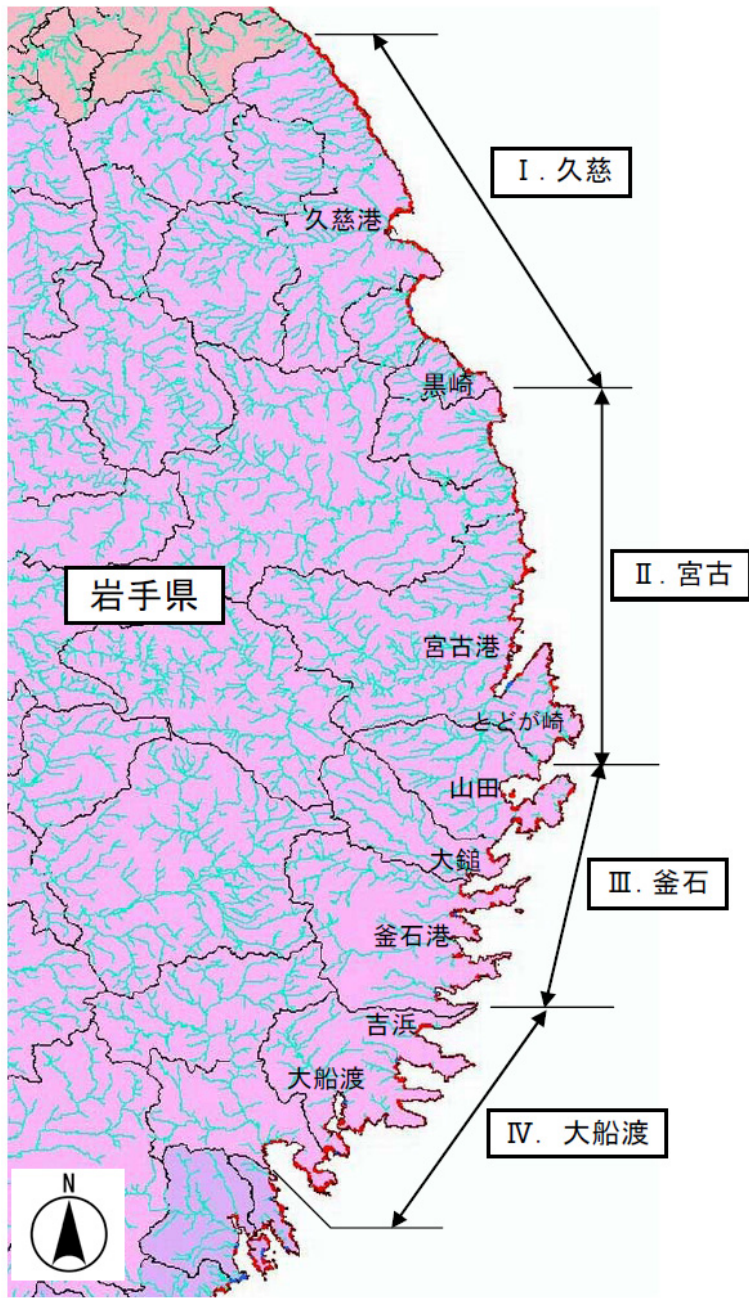 Ⅰ. 久慈
久慈港
黒崎
Ⅱ. 宮古
岩手県
宮古港
とどが崎
山田
大鎚
Ⅲ. 釜石
釜石港
吉浜
大船渡
Ⅳ. 大船渡
N